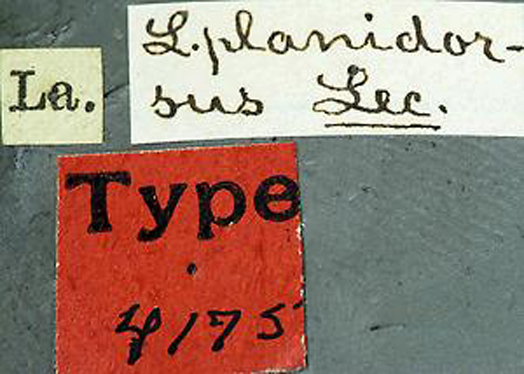 La.
L. planidor-
sus Lec.
Type
4175